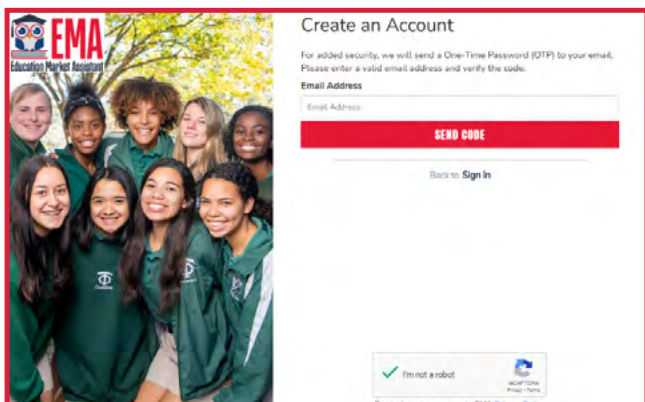 EMA
Education Market Assistant
Create an Account
For added security, we will send a One-Time Password (OTP) to your email.
Please enter a valid email address and verify the code.
Email Address
Email Address
SEND CODE
Back to Sign In
I'm not a robot
reCAPTCHA
Privacy - Terms